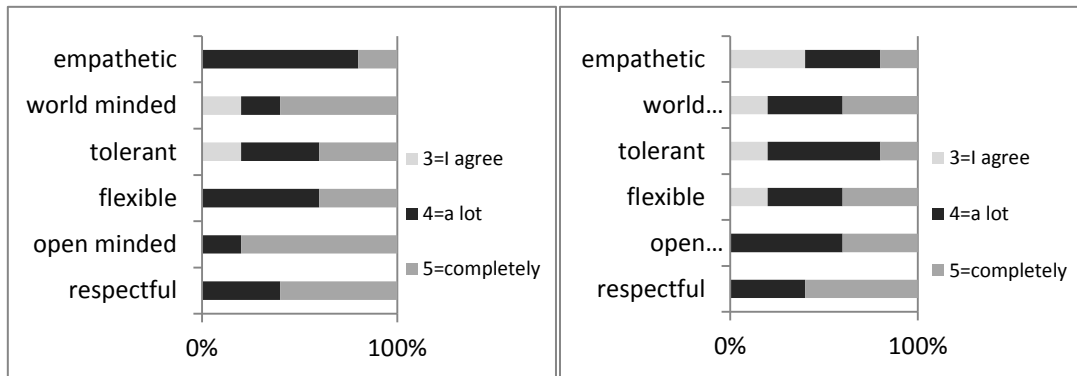 empathetic
world minded
tolerant
flexible
open minded
respectful
3=I agree
4=a lot
5=completely
0%
100%
empathetic
world...
tolerant
flexible
open...
respectful
3=I agree
4=a lot
5=completely
0%
100%